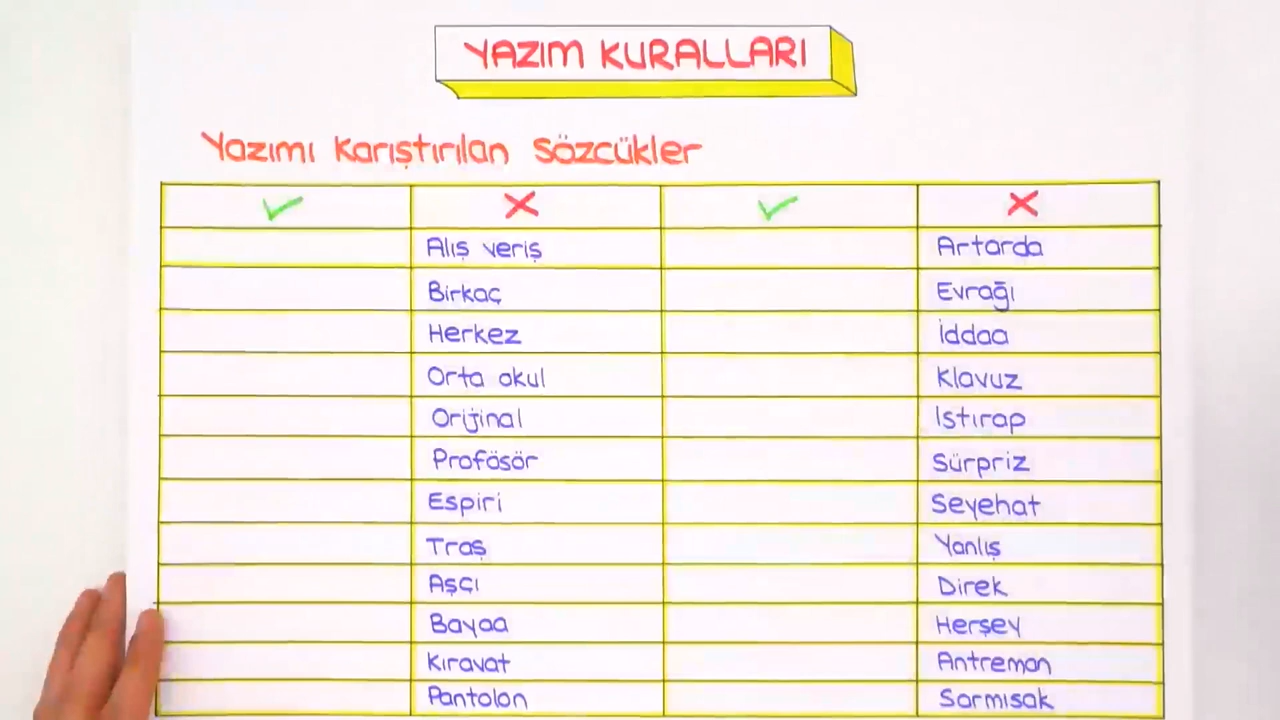 YAZIM KURALLARI
Yazımı Karıştırılan Sözcükler
✓ ✗ ✓ ✗
Alış veriş Artarda
Birkaç Evrağı
Herkez İddaa
Orta okul Klavuz
Orijinal Istırap
Profösör Sürpriz
Espiri Seyehat
Traş Yanlış
Aşçı Direk
Bayaa Herşey
Kıravat Antreman
Pantolon Sarmısak